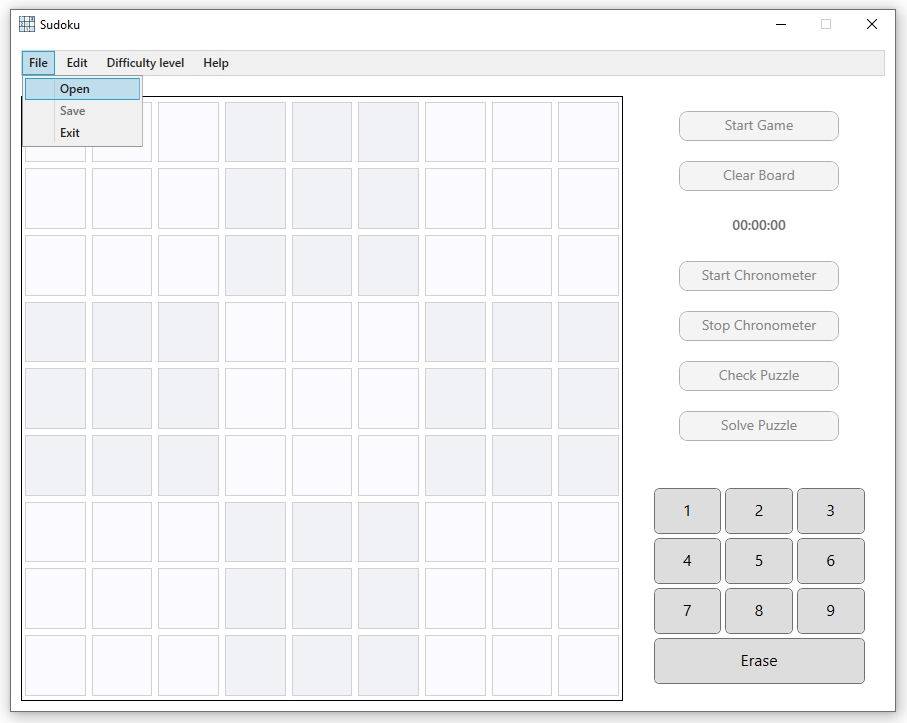 Sudoku
File Edit Difficulty level Help
Open
Save
Exit
Start Game
Clear Board
00:00:00
Start Chronometer
Stop Chronometer
Check Puzzle
Solve Puzzle
1 2 3
4 5 6
7 8 9
Erase